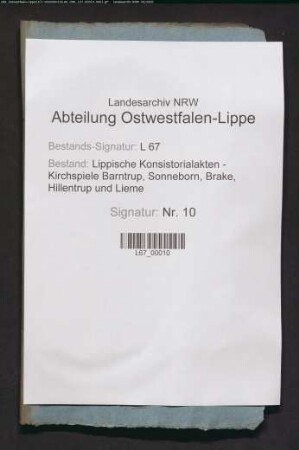 Landesarchiv NRW
Abteilung Ostwestfalen-Lippe
Bestands-Signatur: L 67
Bestand: Lippische Konsistorialakten -
Kirchspiele Barntrup, Sonneborn, Brake,
Hillentrup und Lieme
Signatur: Nr. 10
L67_00010